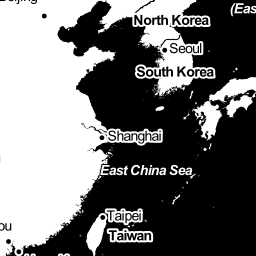 North Korea
Seoul
South Korea
Shanghai
East China Sea
Taipei
Taiwan